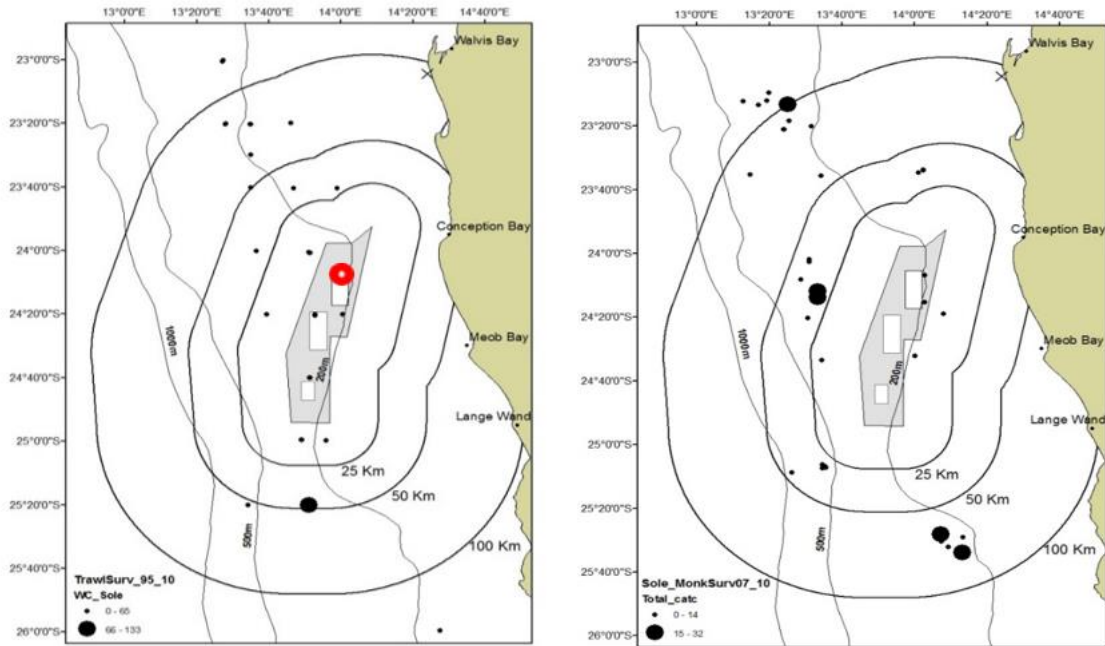 13°0'0"E 13°20'0"E 13°40'0"E 14°0'0"E 14°20'0"E 14°40'0"E
Walvis Bay
23°0'0"S
23°20'0"S
23°40'0"S
Conception Bay
24°0'0"S
24°20'0"S
1000m
Meob Bay
200m
24°40'0"S
Lange Wand
25°0'0"S
25 Km
50 Km
25°20'0"S
500m
100 Km
TrawlSurv_95_10
25°40'0"S
WC_Sole
0 - 65
66 - 133
26°0'0"S
13°0'0"E 13°20'0"E 13°40'0"E 14°0'0"E 14°20'0"E 14°40'0"E
Walvis Bay
23°0'0"S
23°20'0"S
23°40'0"S
Conception Bay
24°0'0"S
24°20'0"S
1000m
Meob Bay
200m
24°40'0"S
Lange Wand
25°0'0"S
25 Km
50 Km
25°20'0"S
500m
100 Km
Sole_MonkSurv07_10
25°40'0"S
Total_catc
0 - 14
15 - 32
26°0'0"S